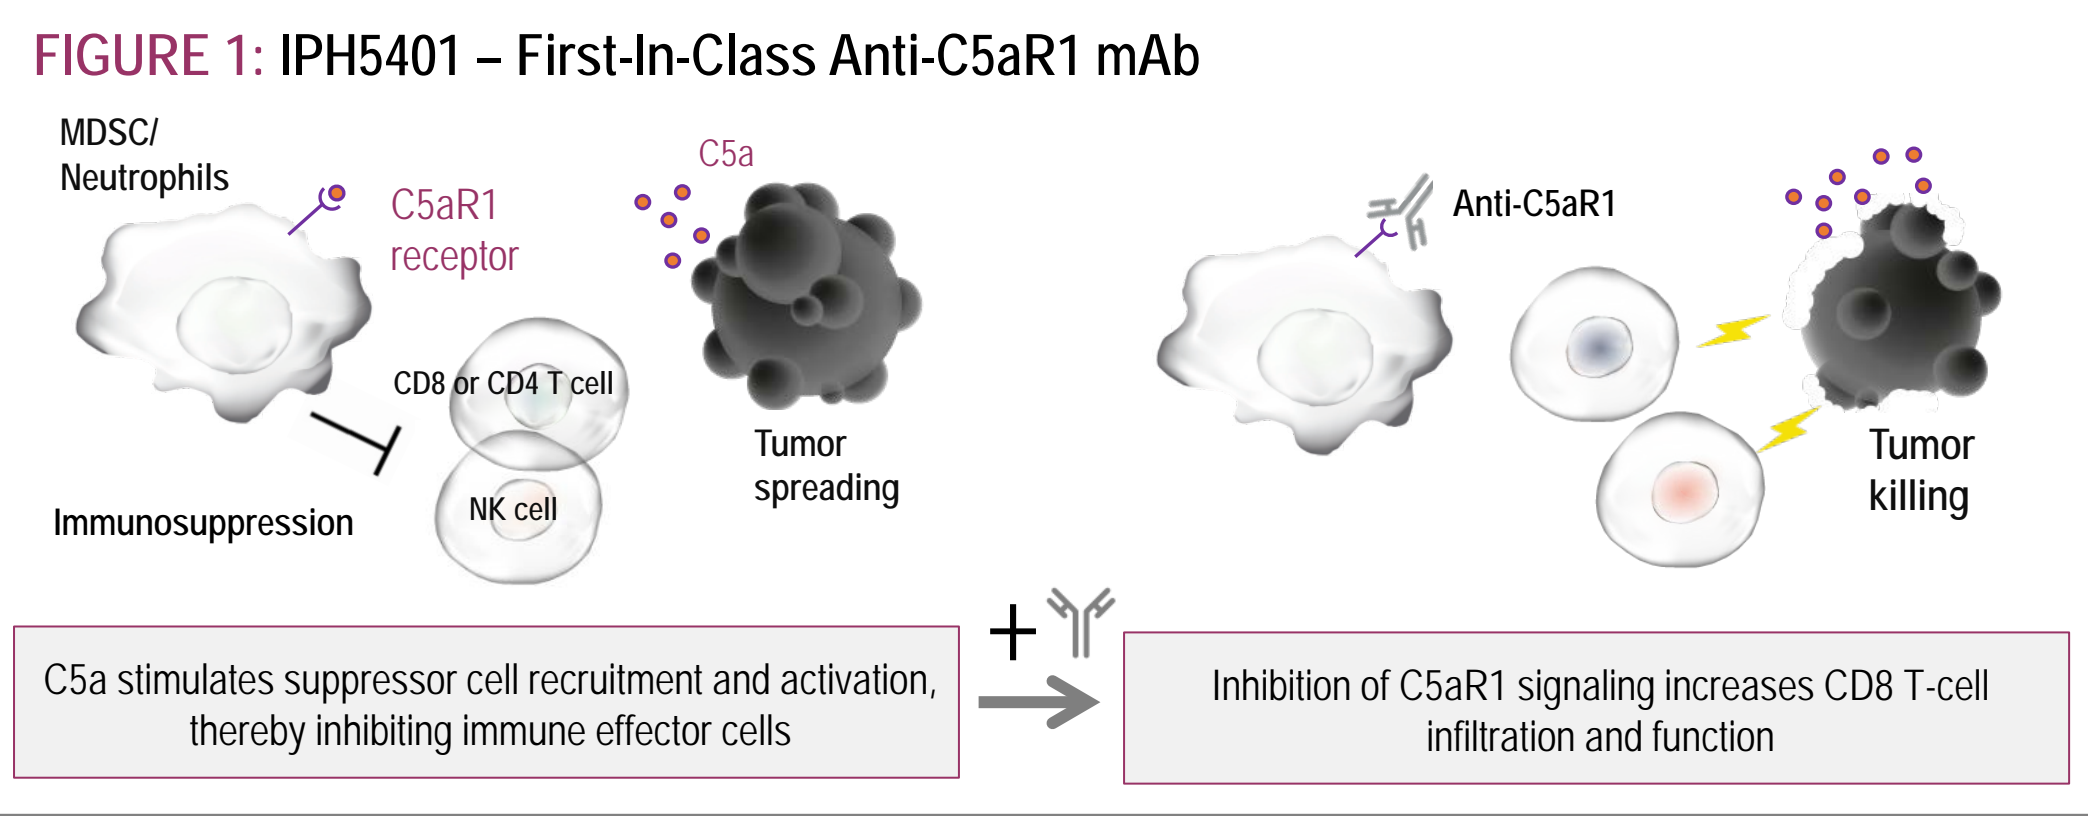 FIGURE 1: IPH5401 – First-In-Class Anti-C5aR1 mAb
MDSC/
Neutrophils
C5aR1
receptor
C5a
CD8 or CD4 T cell
NK cell
Immunosuppression
Tumor
spreading
Anti-C5aR1
Tumor
killing
C5a stimulates suppressor cell recruitment and activation,
thereby inhibiting immune effector cells
+
Inhibition of C5aR1 signaling increases CD8 T-cell
infiltration and function